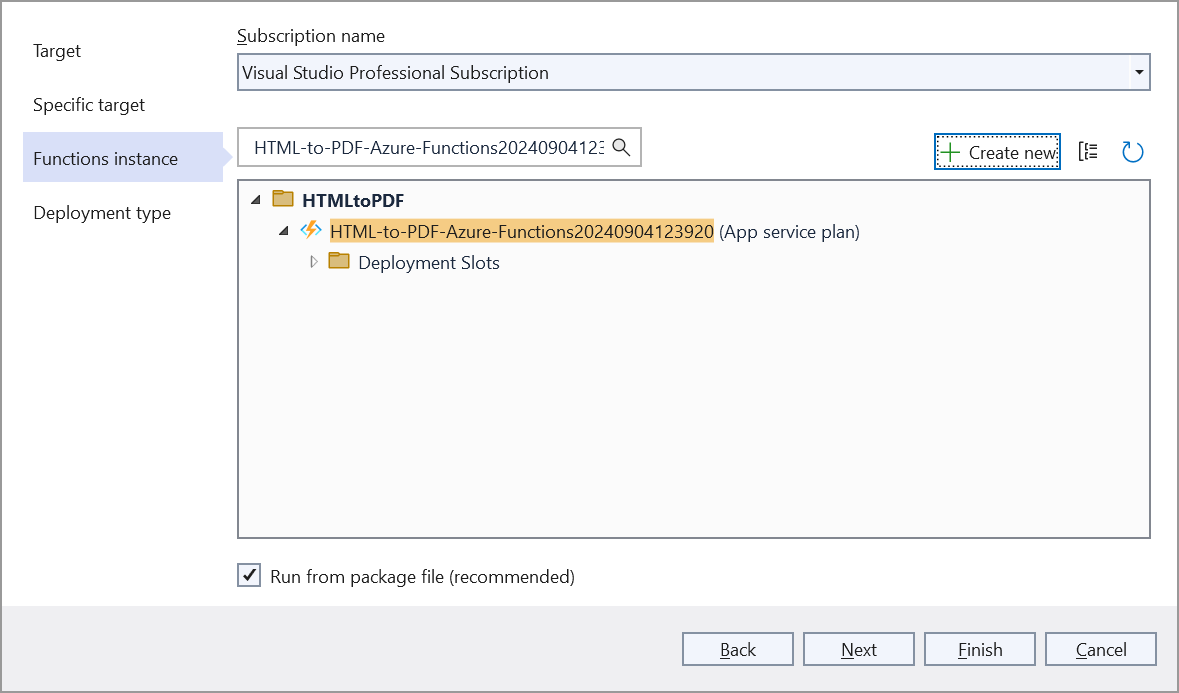 Target
Specific target
Functions instance
Deployment type
Subscription name
Visual Studio Professional Subscription
HTML-to-PDF-Azure-Functions20240904123
Create new
HTMLtoPDF
HTML-to-PDF-Azure-Functions20240904123920 (App service plan)
Deployment Slots
Run from package file (recommended)
Back Next Finish Cancel